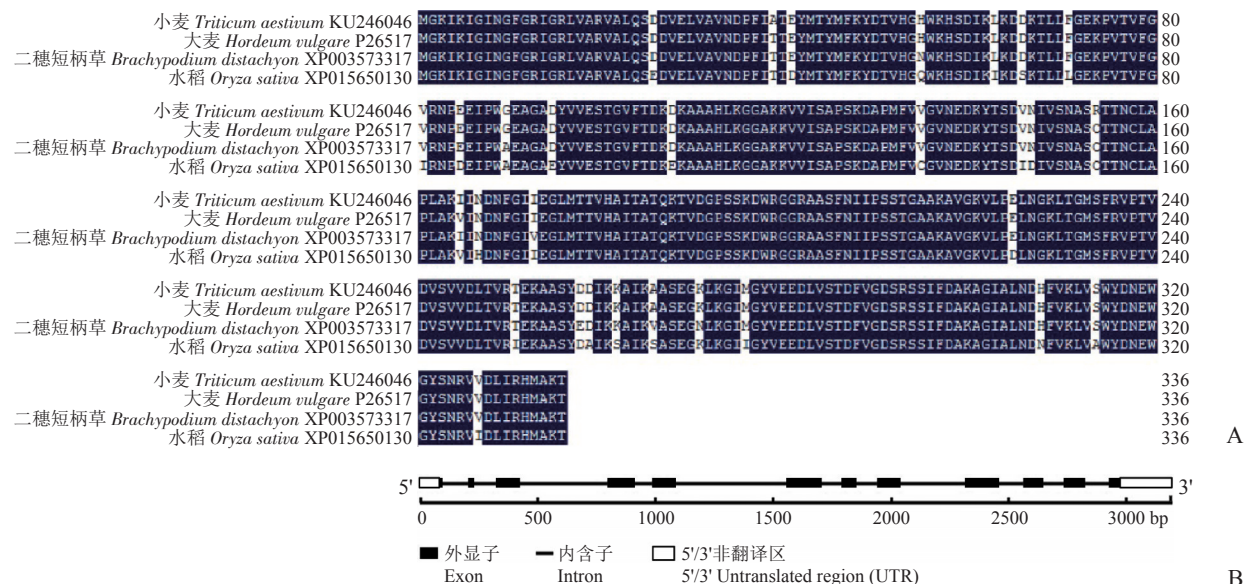 小麦 Triticum aestivum KU246046 MGKIKIGINGFGRIGRLVARVALQSDDVELVAVNDPFIATEYMTYMFKYDTVHGHWKHSDIKLKDDKTLLFGEKPVTVFG 80
大麦 Hordeum vulgare P26517 MGKIKIGINGFGRIGRLVARVALQSDDVELVAVNDPFITTEYMTYMFKYDTVHGHWKHSDIKLKDDKTLLFGEKPVTVFG 80
二穗短柄草 Brachypodium distachyon XP003573317 MGKIKIGINGFGRIGRLVARVALQSDDVELVAVNDPFITTEYMTYMFKYDTVHGNWKHSDIKLKDDKTLLFGEKPVTVFG 80
水稻 Oryza sativa XP015650130 MGKIKIGINGFGRIGRLVARVALQSEDVELVAVNDPFITTDYMTYMFKYDTVHGQWKHSDIKIKDSKTLLLGEKPVTVFG 80
小麦 Triticum aestivum KU246046 VRNPEEIPWGEAGADYVVESTGVFTDKDKAAAHLKGGAKKVVISAPSKDAPMFVVGVNEDKYTSDVNIVSNASRTTNCLA 160
大麦 Hordeum vulgare P26517 VRNPEEIPWGEAGADYVVESTGVFTDKDKAAAHLKGGAKKVVISAPSKDAPMFVVGVNEDKYTSDVNIVSNASCTTNCLA 160
二穗短柄草 Brachypodium distachyon XP003573317 VRNPEEIPWAEAGADYVVESTGVFTDKDKAAAHLKGGAKKVVISAPSKDAPMFVVGVNEDKYTSDVNIVSNASCTTNCLA 160
水稻 Oryza sativa XP015650130 IRNPDEIPWAEAGAEYVVESTGVFTDKEKAAAHLKGGAKKVVISAPSKDAPMFVCGVNEDKYTSDIDIVSNASCTTNCLA 160
小麦 Triticum aestivum KU246046 PLAKIINDNFGIIEGLMTTVHAITATQKTVDGPSSKDWRGGRAASFNIIPSSTGAAKAVGKVLPELNGKLTGMSFRVPTV 240
大麦 Hordeum vulgare P26517 PLAKVINDNFGIIEGLMTTVHAITATQKTVDGPSSKDWRGGRAASFNIIPSSTGAAKAVGKVLPELNGKLTGMSFRVPTV 240
二穗短柄草 Brachypodium distachyon XP003573317 PLAKIINDNFGIVEGLMTTVHAITATQKTVDGPSSKDWRGGRAASFNIIPSSTGAAKAVGKVLPELNGKLTGMSFRVPTV 240
水稻 Oryza sativa XP015650130 PLAKVIHDNFGIIEGLMTTVHAITATQKTVDGPSSKDWRGGRAASFNIIPSSTGAAKAVGKVLPDLNGKLTGMSFRVPTV 240
小麦 Triticum aestivum KU246046 DVSVVDLTVRTEKAASYDDIKKAIKAASEGKLKGIMGYVEEDLVSTDFVGDSRSSIFDAKAGIALNDHFVKLVSWYDNEW 320
大麦 Hordeum vulgare P26517 DVSVVDLTVRTEKAASYDDIKKAIKAASEGKLKGIMGYVEEDLVSTDFVGDSRSSIFDAKAGIALNDHFVKLVSWYDNEW 320
二穗短柄草 Brachypodium distachyon XP003573317 DVSVVDLTVRTEKAASYEDIKKAIKVASEGNLKGIMGYVEEDLVSTDFVGDSRSSIFDAKAGIALNDHFVKLVSWYDNEW 320
水稻 Oryza sativa XP015650130 DVSVVDLTVRIEKAASYDAIKSAIKSASEGKLKGIIGYVEEDLVSTDFVGDSRSSIFDAKAGIALNDNFVKLVAWYDNEW 320
小麦 Triticum aestivum KU246046 GYSNRVVDLIRHMAKT 336
大麦 Hordeum vulgare P26517 GYSNRVVDLIRHMAKT 336
二穗短柄草 Brachypodium distachyon XP003573317 GYSNRVVDLIRHMAKT 336
水稻 Oryza sativa XP015650130 GYSNRVIDLIRHMAKT 336
A
5' 3'
0 500 1000 1500 2000 2500 3000 bp
外显子 内含子 5'/3'非翻译区
Exon Intron 5'/3' Untranslated region (UTR)
B